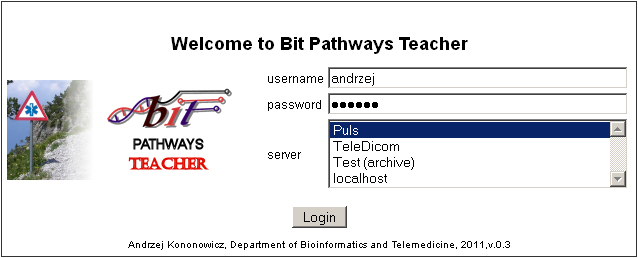 Welcome to Bit Pathways Teacher
username andrzej
password ●●●●●●
server
Puls
TeleDicom
Test (archive)
localhost
bit
PATHWAYS
TEACHER
Login
Andrzej Kononowicz, Department of Bioinformatics and Telemedicine, 2011,v.0.3